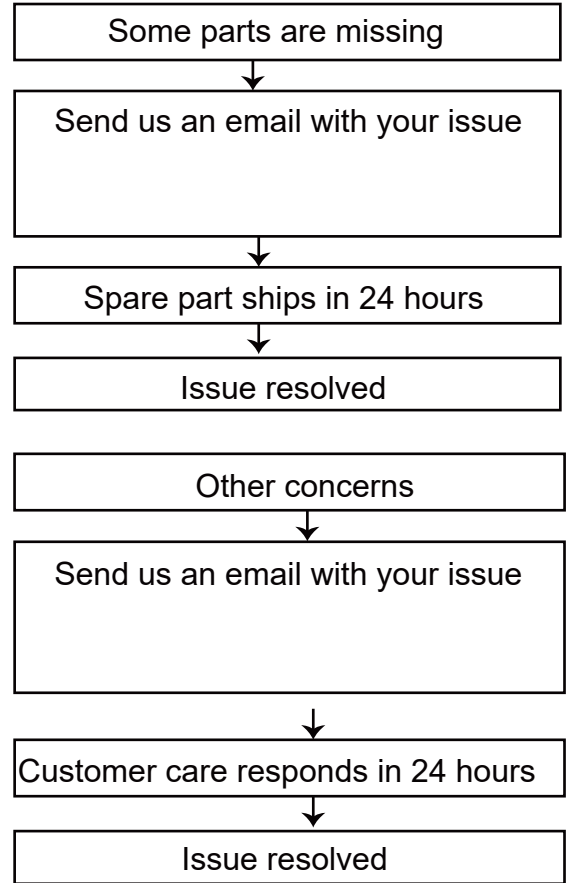 Some parts are missing
Send us an email with your issue
Spare part ships in 24 hours
Issue resolved
Other concerns
Send us an email with your issue
Customer care responds in 24 hours
Issue resolved